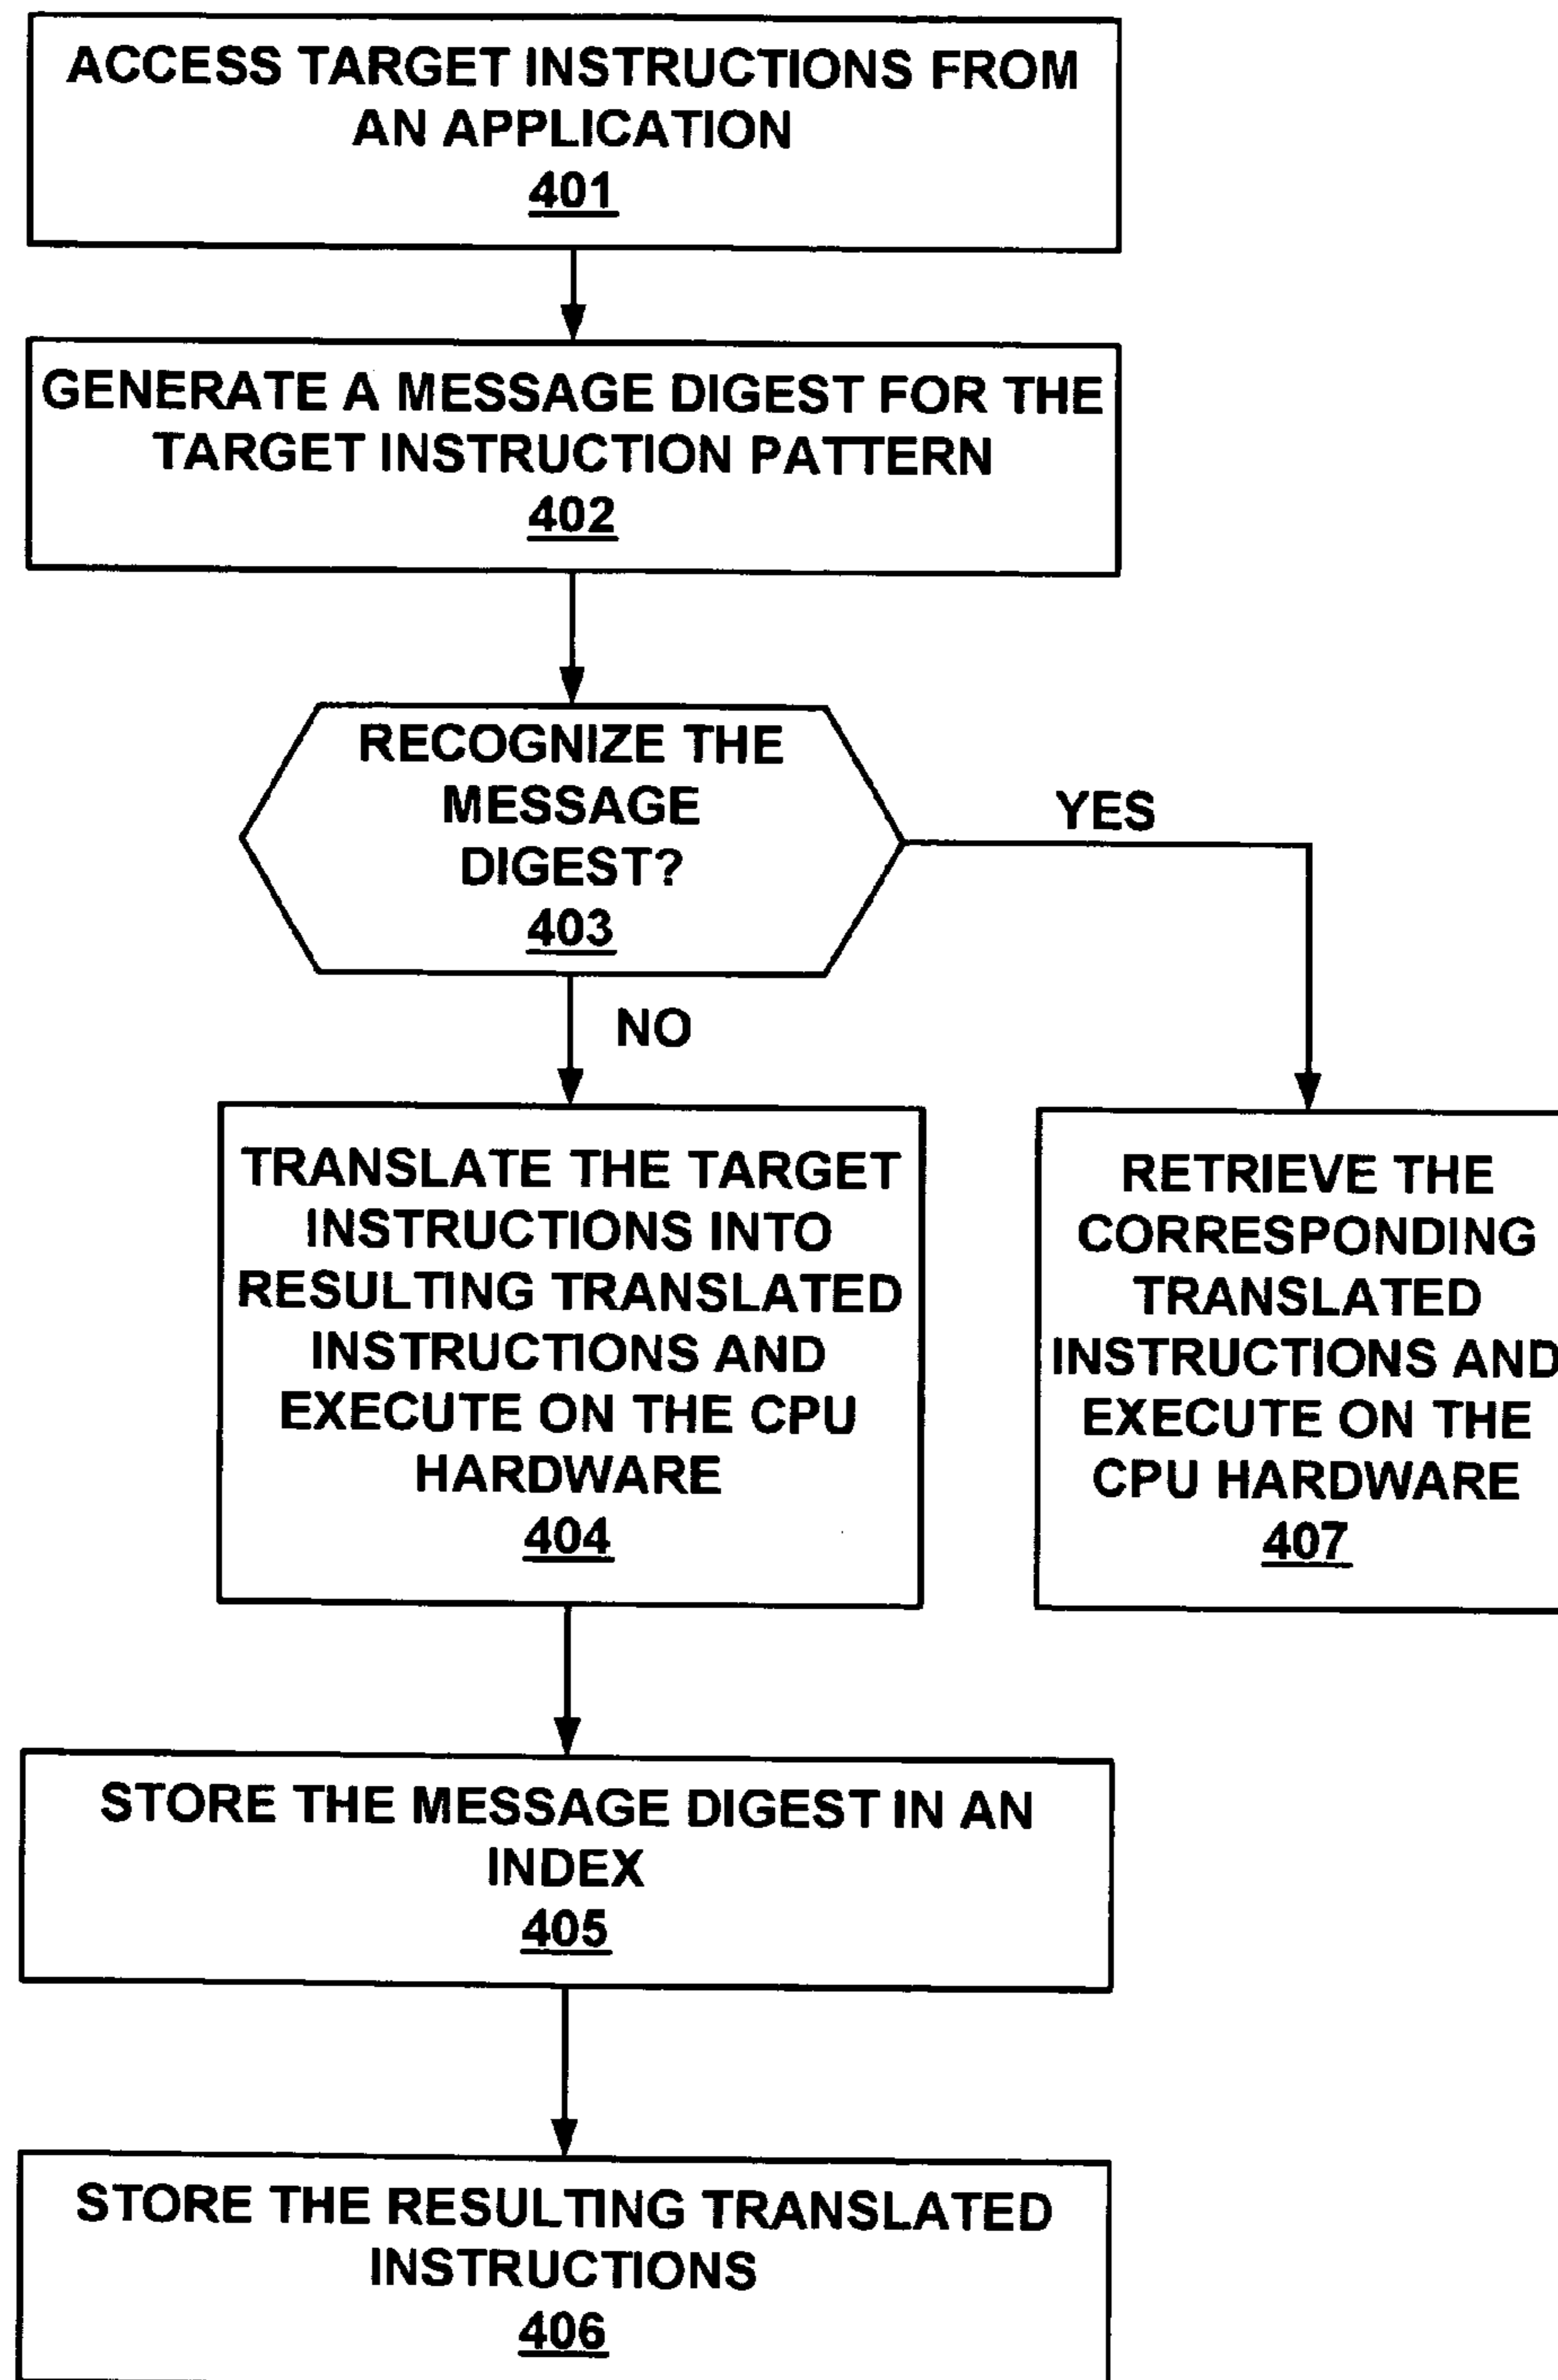 ACCESS TARGET INSTRUCTIONS FROM
AN APPLICATION
401
GENERATE A MESSAGE DIGEST FOR THE
TARGET INSTRUCTION PATTERN
402
RECOGNIZE THE
MESSAGE
DIGEST?
403
YES
NO
TRANSLATE THE TARGET
INSTRUCTIONS INTO
RESULTING TRANSLATED
INSTRUCTIONS AND
EXECUTE ON THE CPU
HARDWARE
404
RETRIEVE THE
CORRESPONDING
TRANSLATED
INSTRUCTIONS AND
EXECUTE ON THE
CPU HARDWARE
407
STORE THE MESSAGE DIGEST IN AN
INDEX
405
STORE THE RESULTING TRANSLATED
INSTRUCTIONS
406